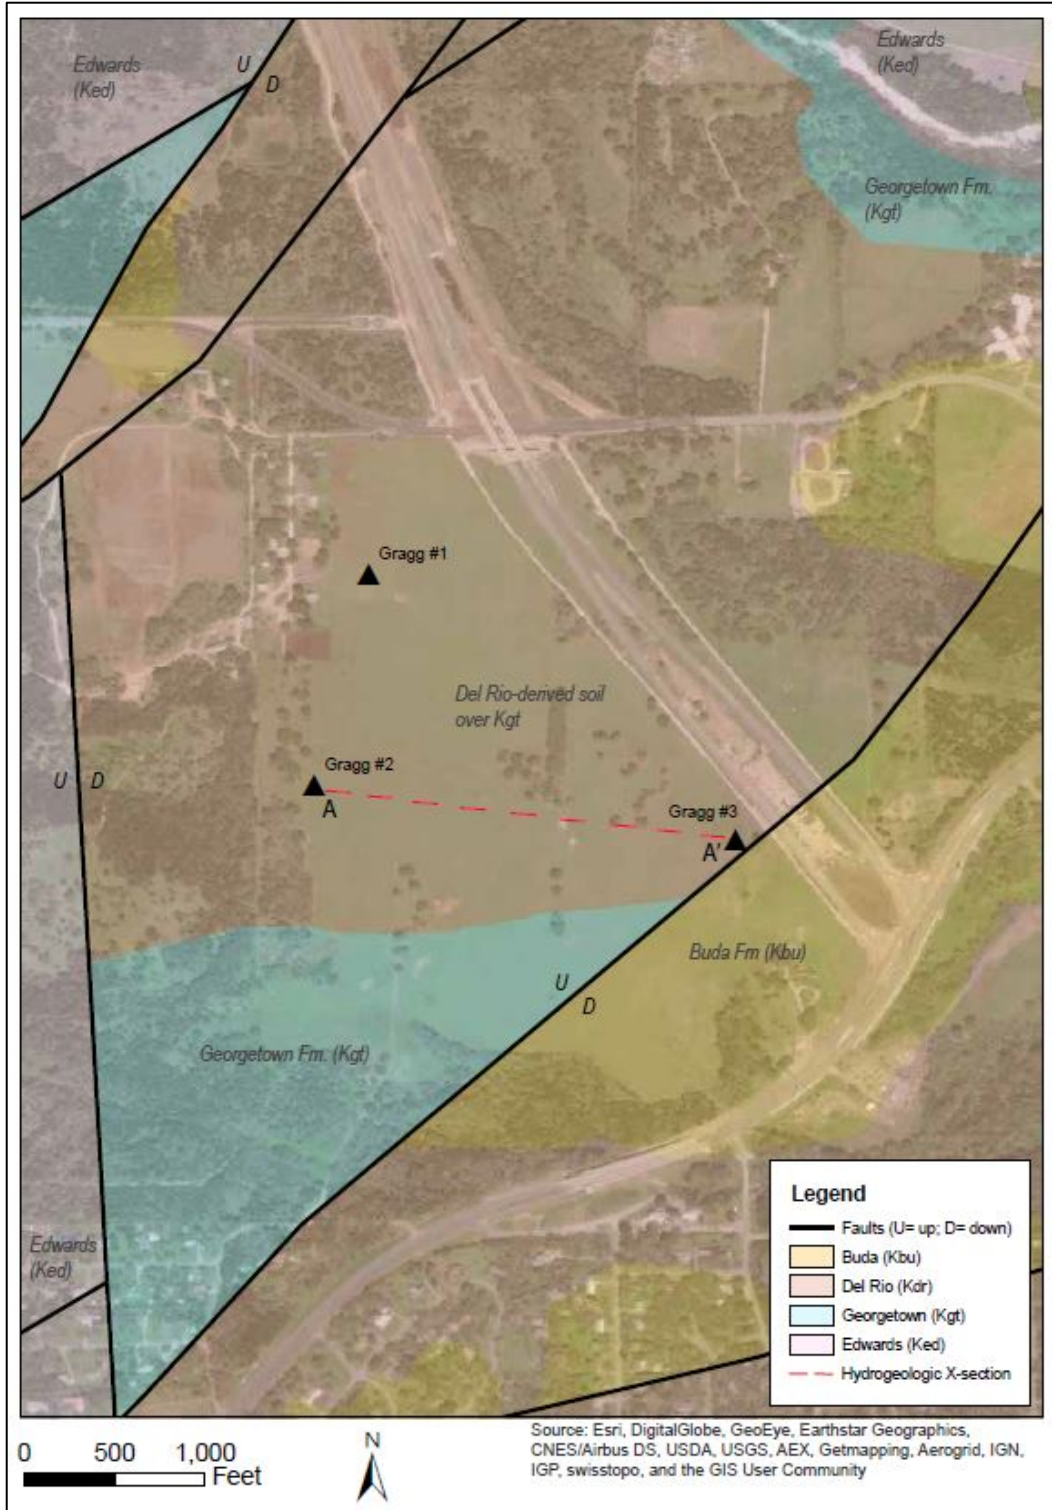 Edwards
(Ked)
U
D
Edwards
(Ked)
Georgetown Fm.
(Kgt)
Gragg #1
Del Rio-derived soil
over Kgt
U
D
Gragg #2
A
Gragg #3
A'
Buda Fm (Kbu)
U
D
Georgetown Fm. (Kgt)
Edwards
(Ked)
Legend
Faults (U= up; D= down)
Buda (Kbu)
Del Rio (Kdr)
Georgetown (Kgt)
Edwards (Ked)
Hydrogeologic X-section
0 500 1,000
Feet
N
Source: Esri, DigitalGlobe, GeoEye, Earthstar Geographics,
CNES/Airbus DS, USDA, USGS, AEX, Getmapping, Aerogrid, IGN,
IGP, swisstopo, and the GIS User Community